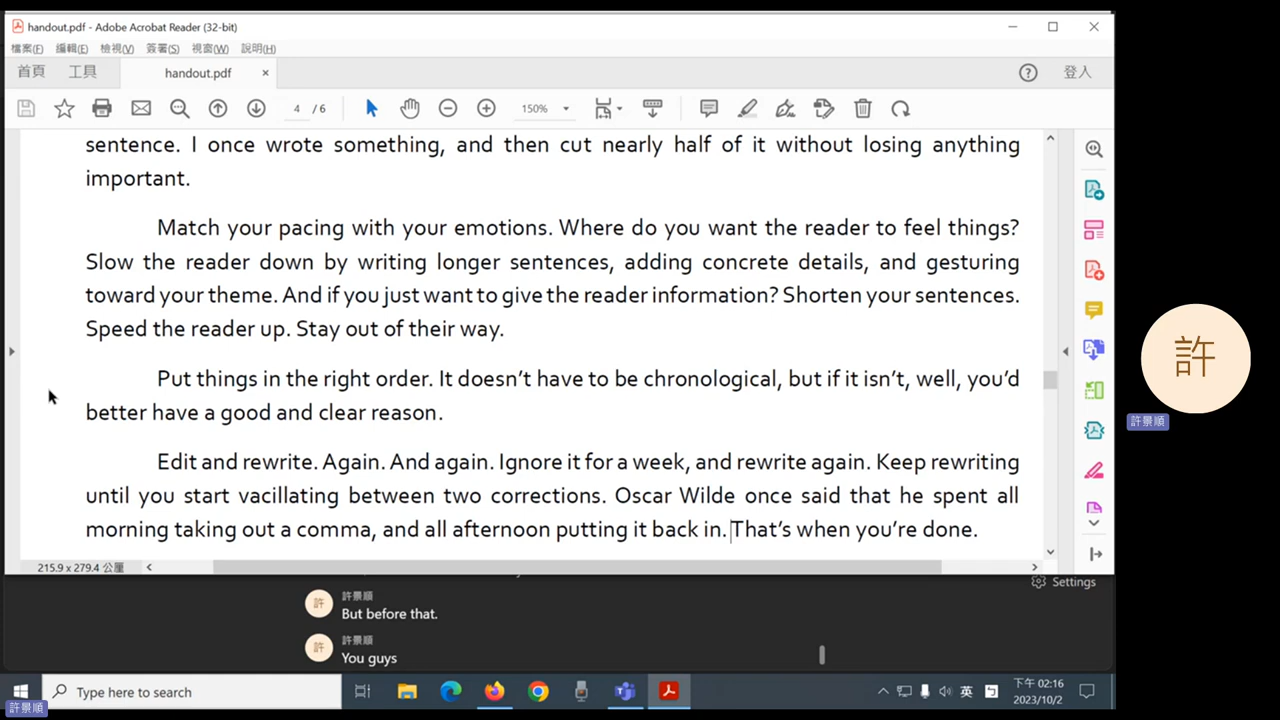 handout.pdf - Adobe Acrobat Reader (32-bit)
檔案(F) 編輯(E) 檢視(V) 簽署(S) 視窗(W) 說明(H)
首頁 工具 handout.pdf × 登入
4 / 6 150%
sentence. I once wrote something, and then cut nearly half of it without losing anything
important.
Match your pacing with your emotions. Where do you want the reader to feel things?
Slow the reader down by writing longer sentences, adding concrete details, and gesturing
toward your theme. And if you just want to give the reader information? Shorten your sentences.
Speed the reader up. Stay out of their way.
Put things in the right order. It doesn’t have to be chronological, but if it isn’t, well, you’d
better have a good and clear reason.
Edit and rewrite. Again. And again. Ignore it for a week, and rewrite again. Keep rewriting
until you start vacillating between two corrections. Oscar Wilde once said that he spent all
morning taking out a comma, and all afternoon putting it back in. That’s when you’re done.
215.9 x 279.4 公厘
許
許景順
Settings
許 許景順
But before that.
許 許景順
You guys
Type here to search
英
下午 02:16
2023/10/2
許景順